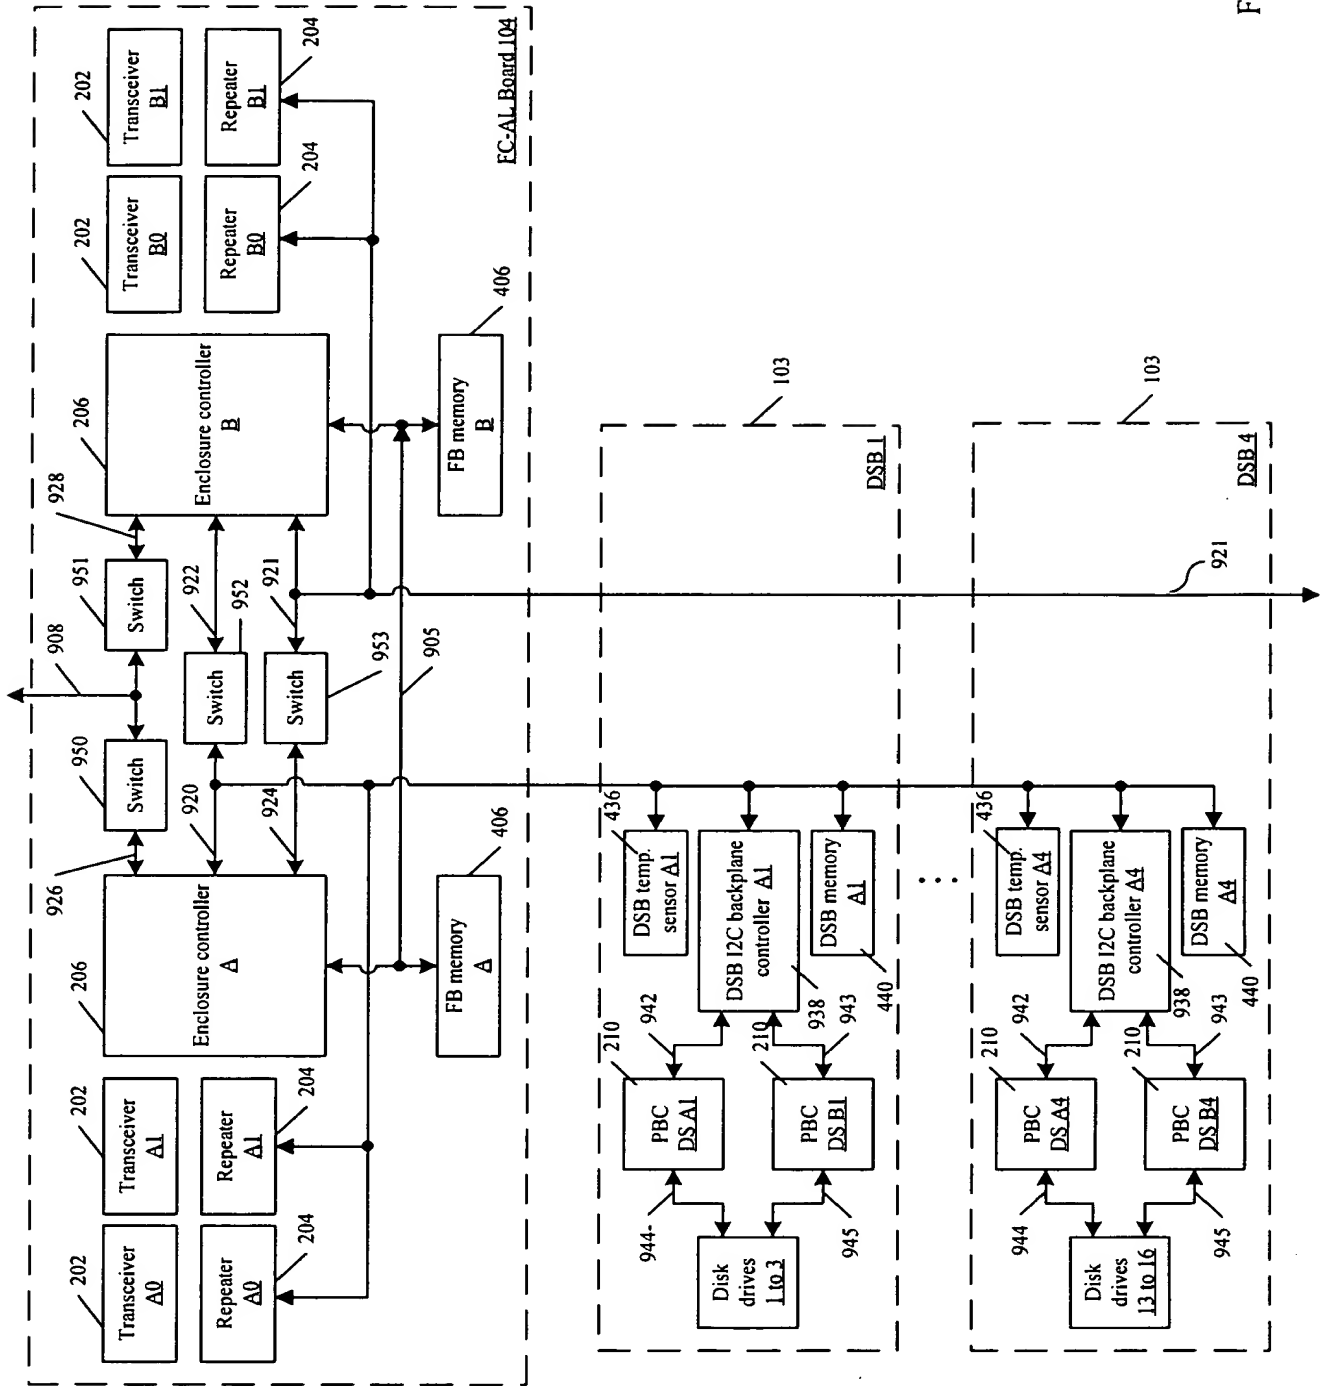 202
202
206
926
950
908
951
928
206
202
202
Transceiver
A0
Transceiver
A1
Switch
Switch
Transceiver
B0
Transceiver
B1
920
922
952
Repeater
A0
204
Repeater
A1
204
Enclosure controller
A
Switch
Enclosure controller
B
Repeater
B0
204
Repeater
B1
204
924
921
Switch
953
905
FB memory
A
406
FB memory
B
406
FC-AL Board 104
944
210
942
436
DSB temp.
sensor A1
PBC
DS A1
Disk
drives
1 to 3
DSB I2C backplane
controller A1
103
210
PBC
DS B1
945
943
938
DSB memory
A1
440
DSB 1
. . .
944
210
942
436
DSB temp.
sensor A4
PBC
DS A4
Disk
drives
13 to 16
DSB I2C backplane
controller A4
103
210
PBC
DS B4
945
943
938
DSB memory
A4
440
921
DSB 4
F